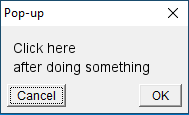 Pop-up
Click here
after doing something
Cancel OK